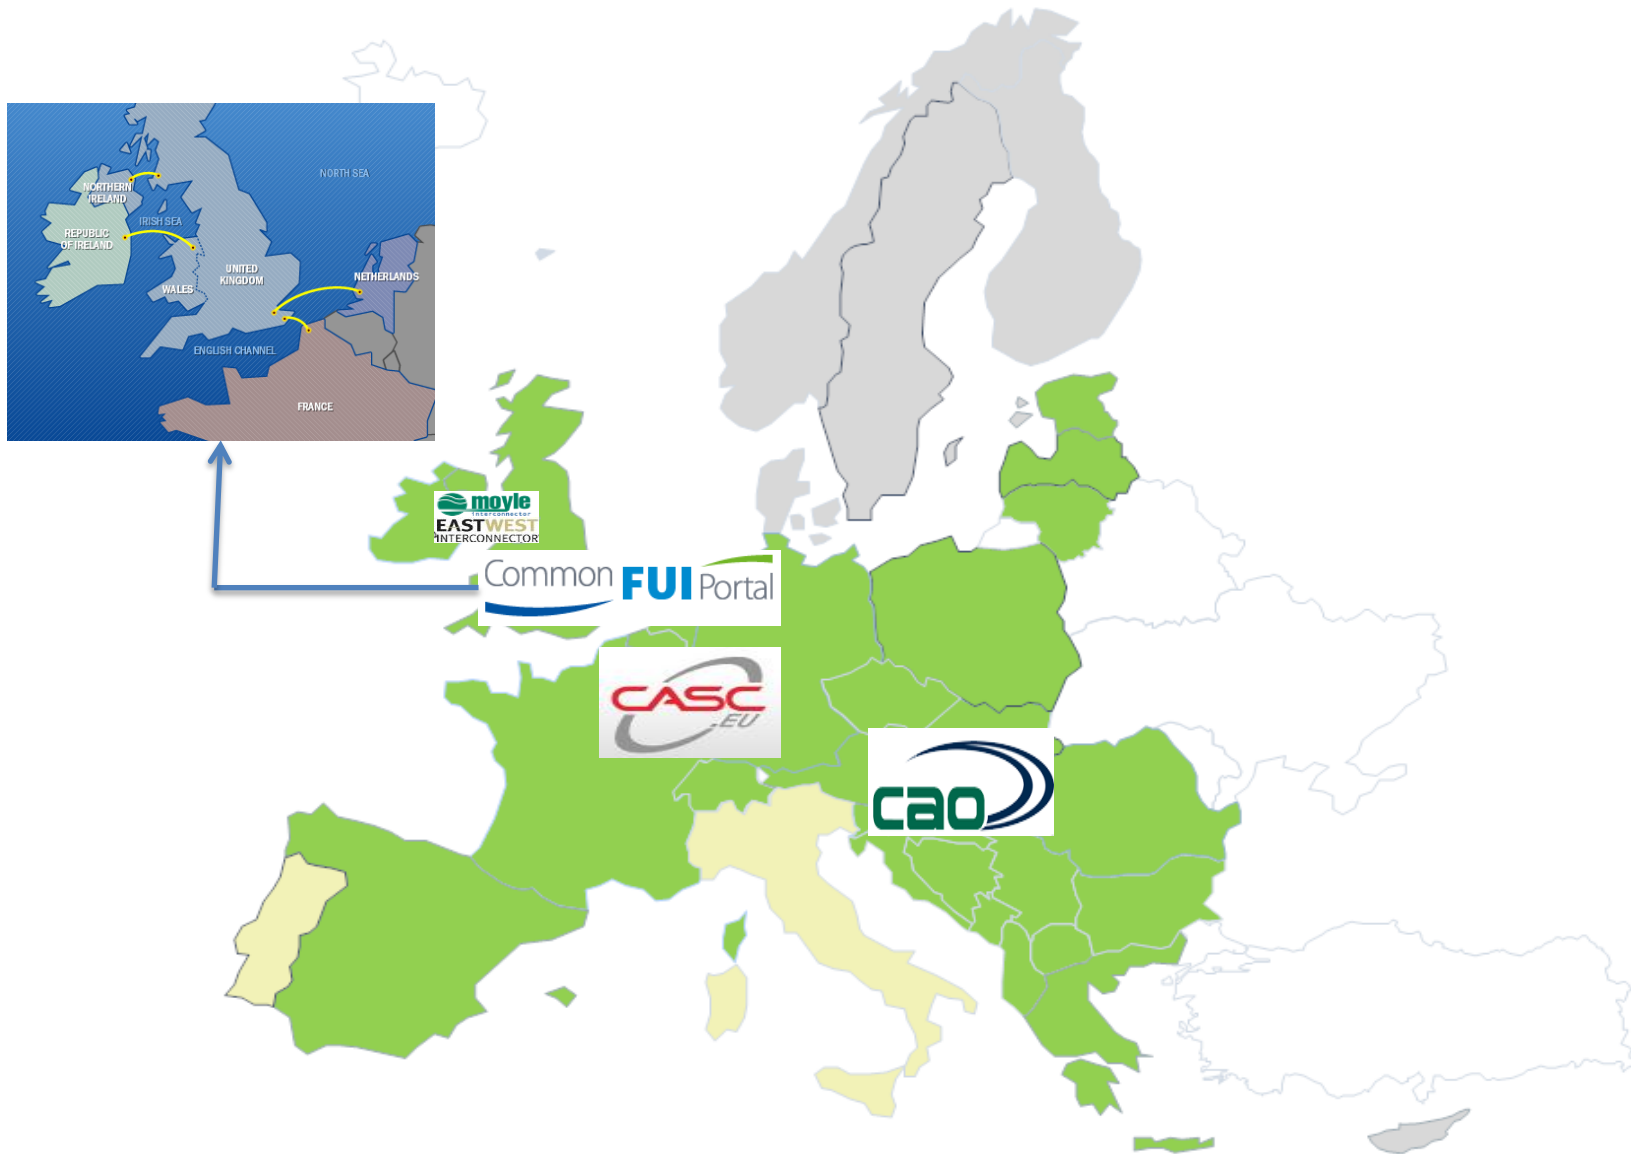 NORTH SEA
NORTHERN
IRELAND
IRISH SEA
REPUBLIC
OF IRELAND
UNITED
KINGDOM
NETHERLANDS
WALES
ENGLISH CHANNEL
FRANCE
moyle
interconnector
EASTWEST
INTERCONNECTOR
Common FUI Portal
CASC
.EU
cao